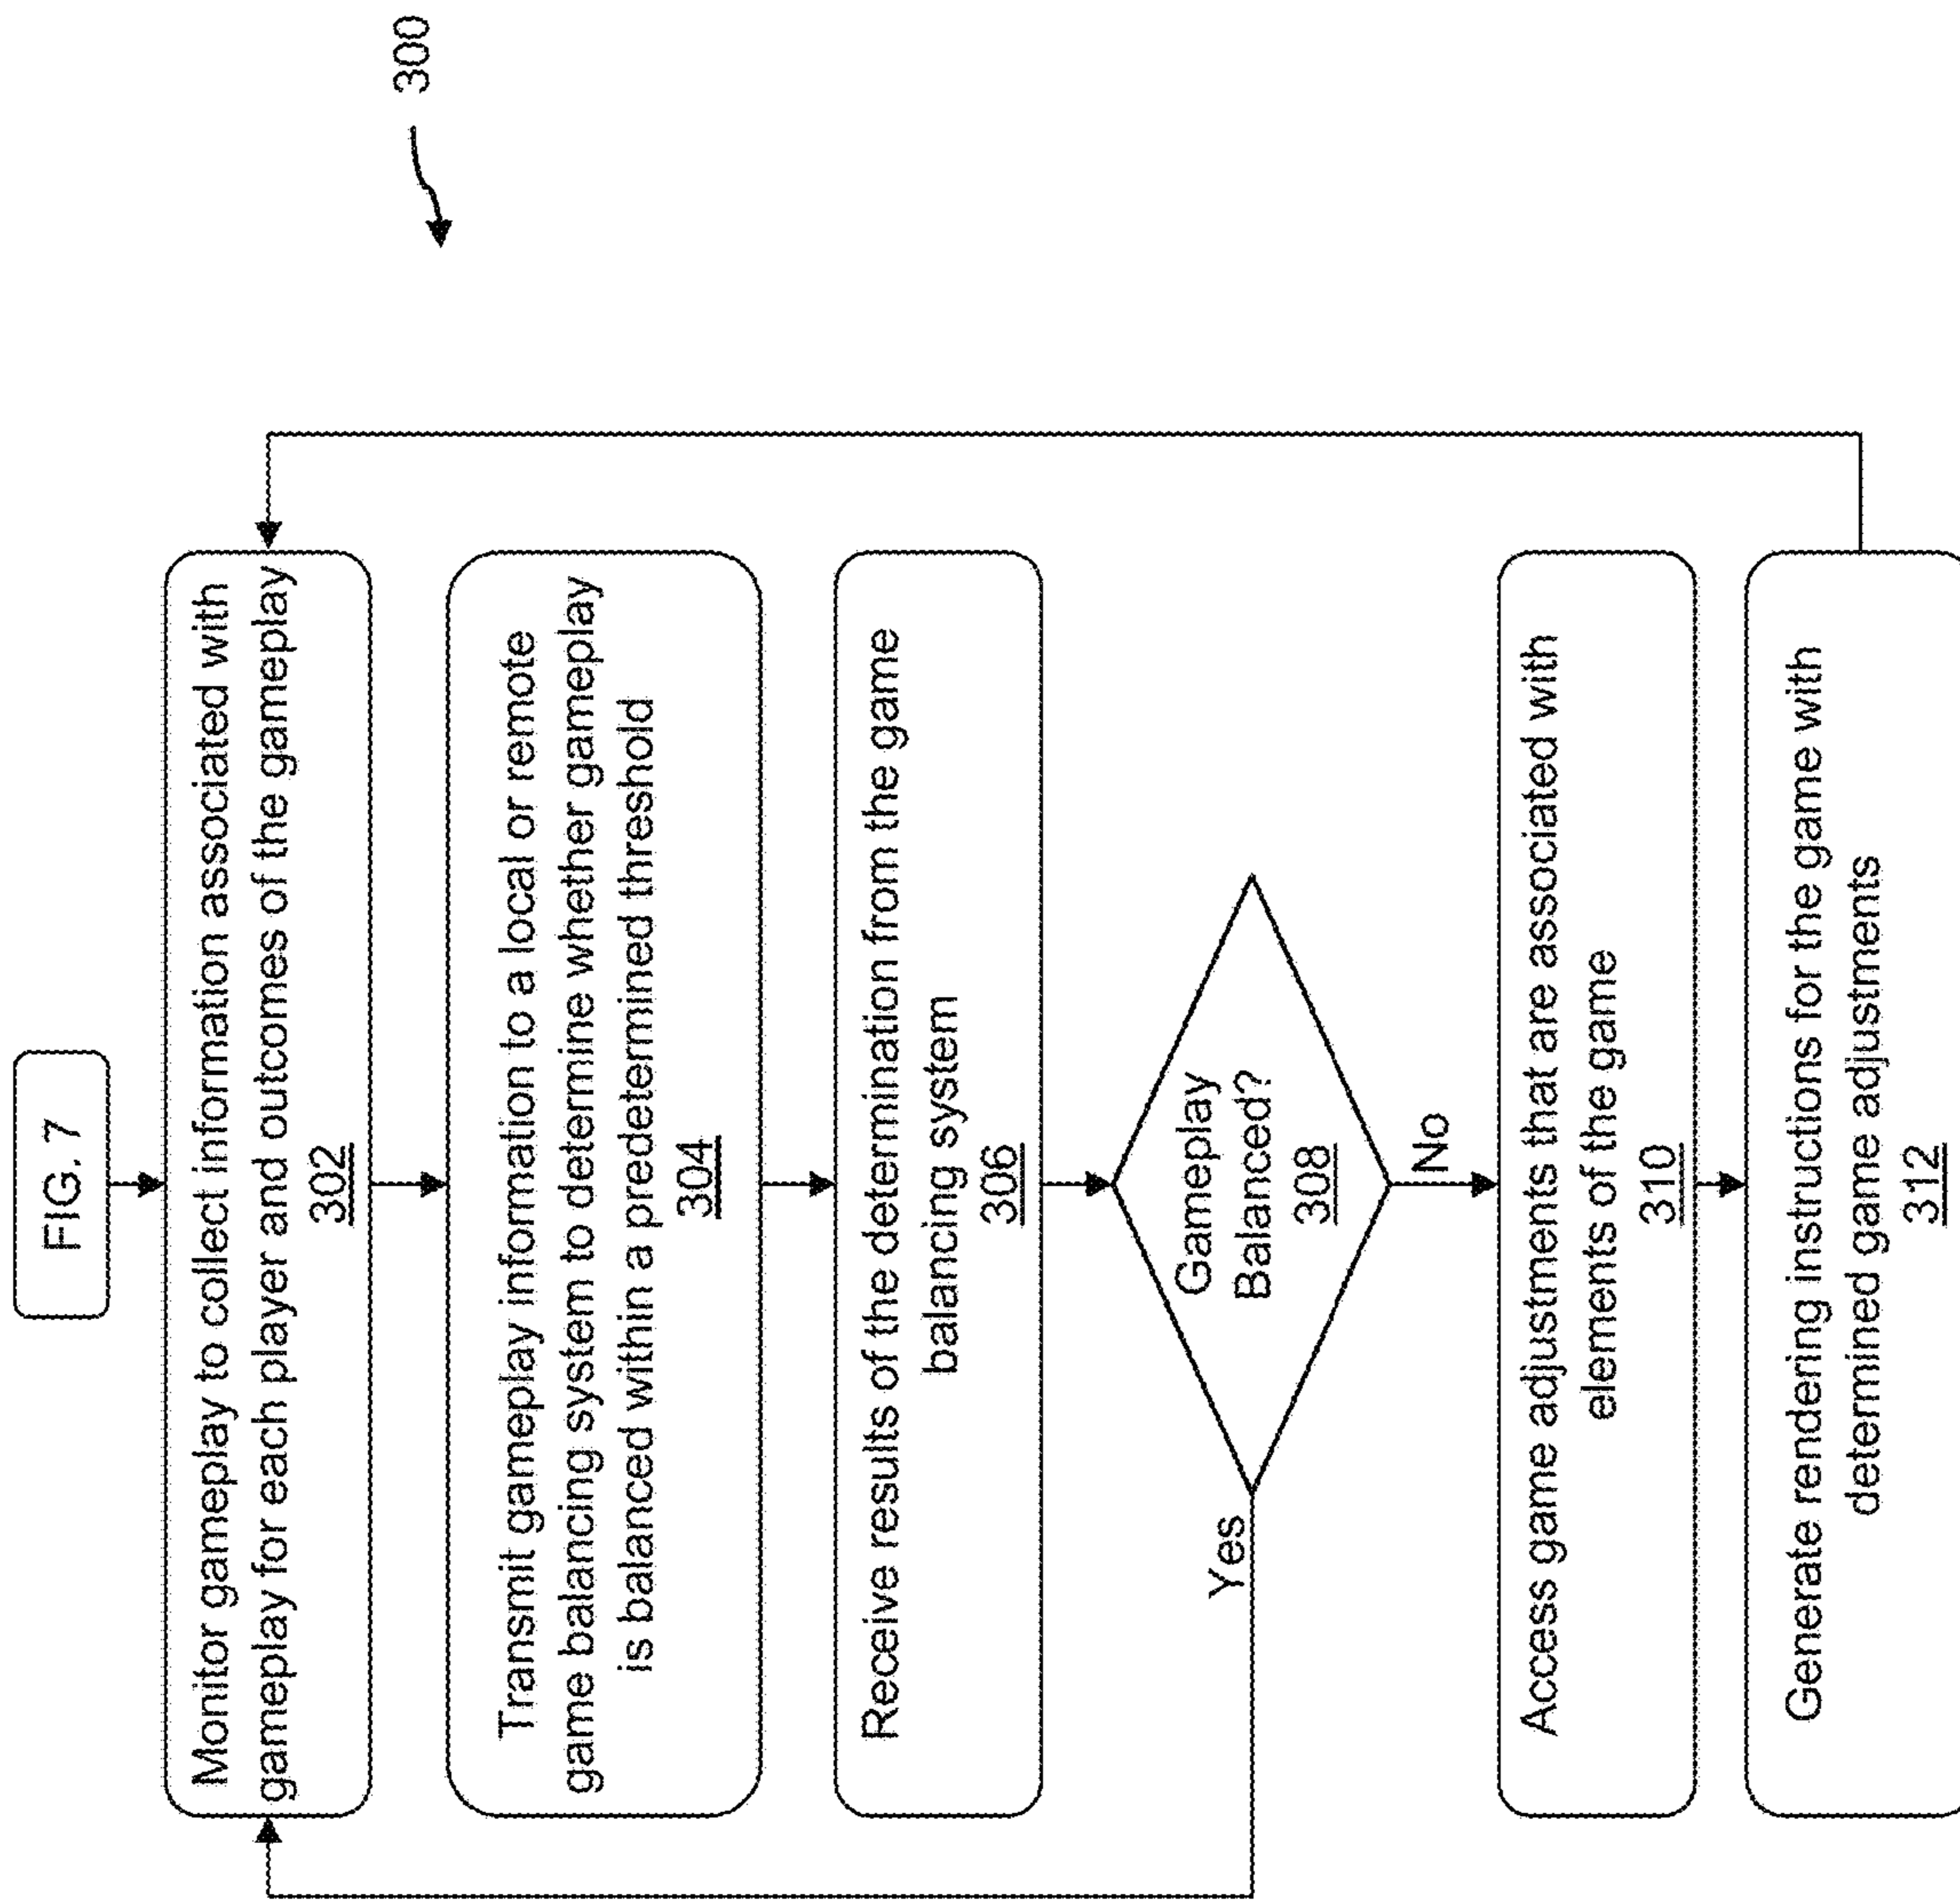 FIG. 7
300
Monitor gameplay to collect information associated with
gameplay for each player and outcomes of the gameplay
302
Transmit gameplay information to a local or remote
game balancing system to determine whether gameplay
is balanced within a predetermined threshold
304
Receive results of the determination from the game
balancing system
306
Gameplay
Balanced?
308
Yes
No
Access game adjustments that are associated with
elements of the game
310
Generate rendering instructions for the game with
determined game adjustments
312